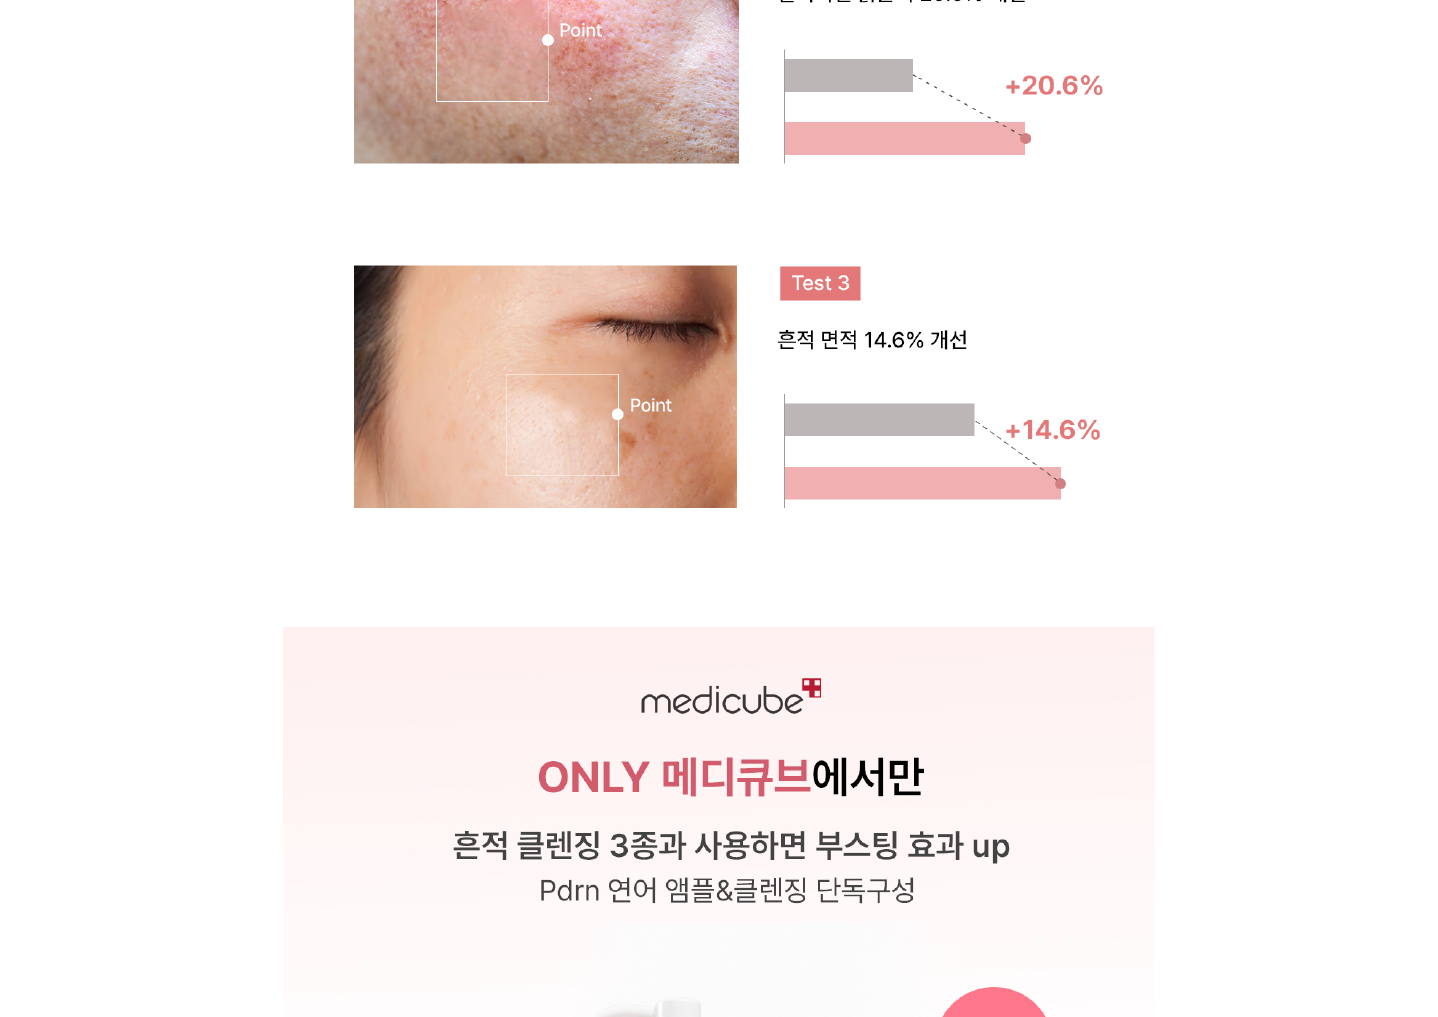 Point
+20.6%
Test 3
흔적 면적 14.6% 개선
Point
+14.6%
medicube
ONLY 메디큐브에서만
흔적 클렌징 3종과 사용하면 부스팅 효과 up
Pdrn 연어 앰플&클렌징 단독구성